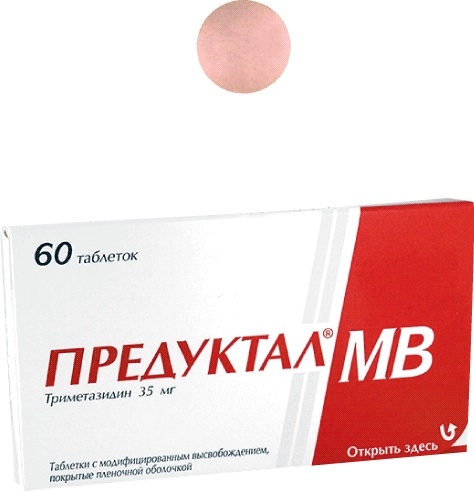 60 таблеток
ПРЕДУКТАЛ® МВ
Триметазидин 35 мг
Таблетки с модифицированным высвобождением,
покрытые пленочной оболочкой
Открыть здесь